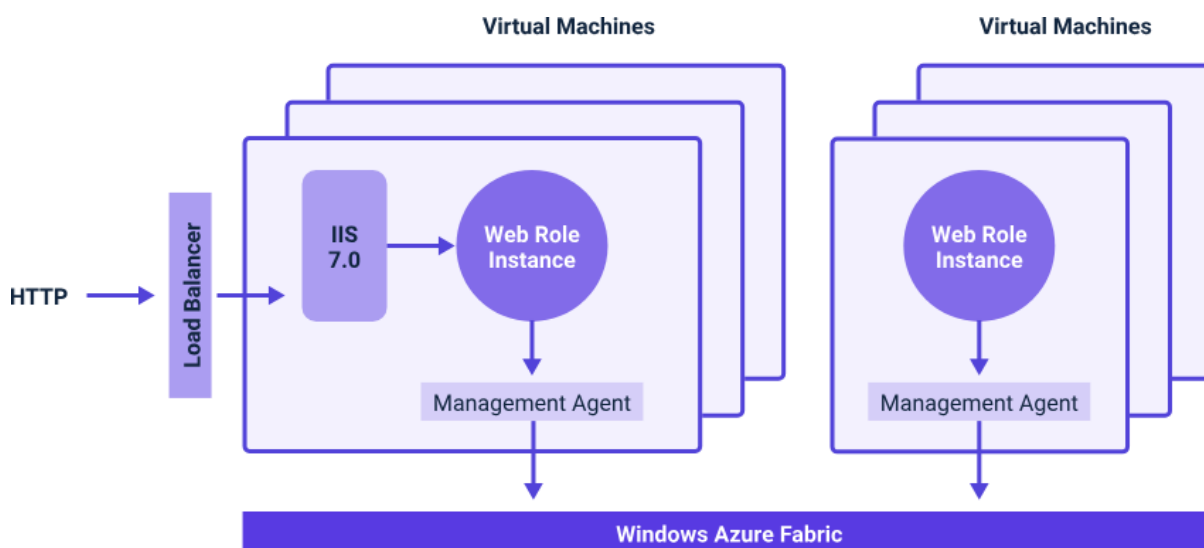 Virtual Machines
Virtual Machines
IIS
7.0
Web Role
Instance
Web Role
Instance
HTTP
Load Balancer
Management Agent
Management Agent
Windows Azure Fabric